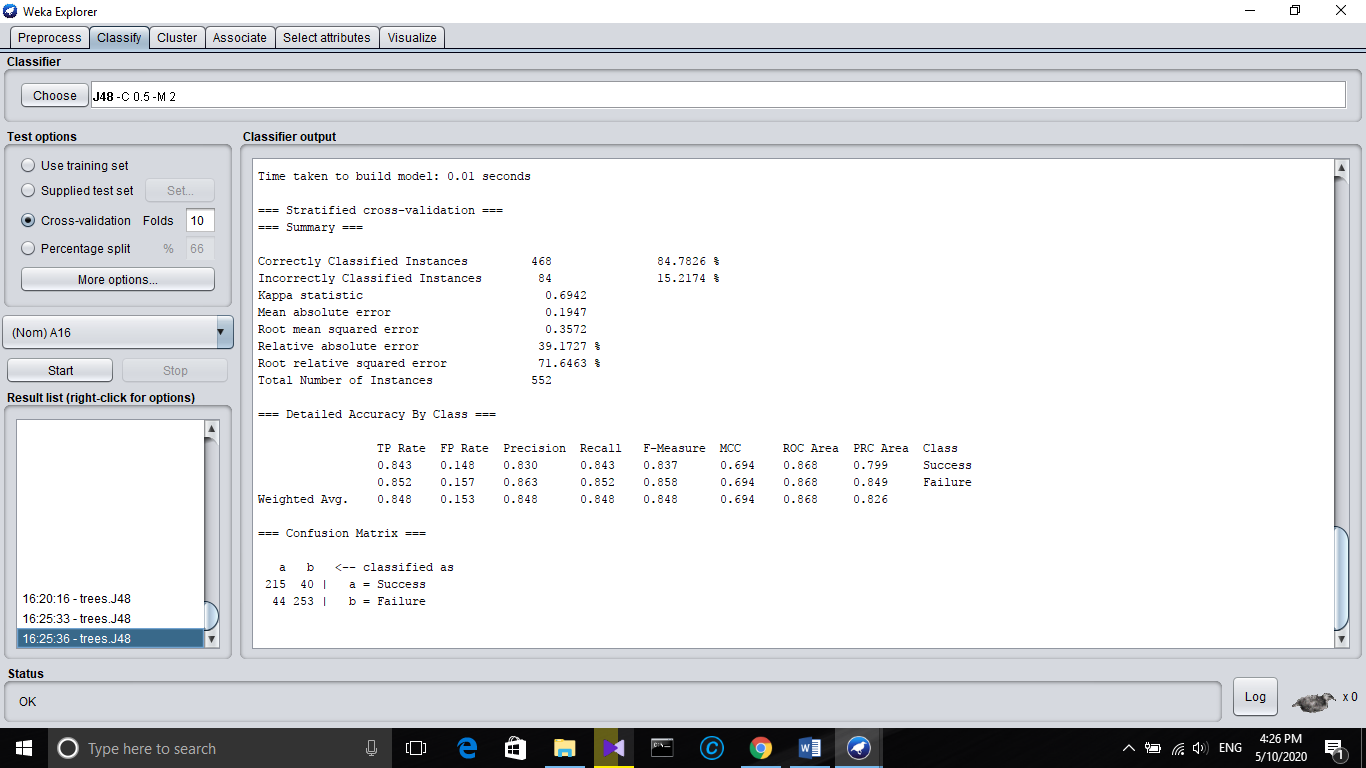 Weka Explorer
Preprocess Classify Cluster Associate Select attributes Visualize
Classifier
Choose J48 -C 0.5 -M 2
Test options
Use training set
Supplied test set Set...
Cross-validation Folds 10
Percentage split % 66
More options...
(Nom) A16
Start Stop
Result list (right-click for options)
16:20:16 - trees.J48
16:25:33 - trees.J48
16:25:36 - trees.J48
Classifier output
Time taken to build model: 0.01 seconds
=== Stratified cross-validation ===
=== Summary ===
Correctly Classified Instances 468 84.7826 %
Incorrectly Classified Instances 84 15.2174 %
Kappa statistic 0.6942
Mean absolute error 0.1947
Root mean squared error 0.3572
Relative absolute error 39.1727 %
Root relative squared error 71.6463 %
Total Number of Instances 552
=== Detailed Accuracy By Class ===
TP Rate FP Rate Precision Recall F-Measure MCC ROC Area PRC Area Class
0.843 0.148 0.830 0.843 0.837 0.694 0.868 0.799 Success
0.852 0.157 0.863 0.852 0.858 0.694 0.868 0.849 Failure
Weighted Avg. 0.848 0.153 0.848 0.848 0.848 0.694 0.868 0.826
=== Confusion Matrix ===
a b <-- classified as
215 40 | a = Success
44 253 | b = Failure
Status
OK
Log x 0
Type here to search
ENG
4:26 PM
5/10/2020
1